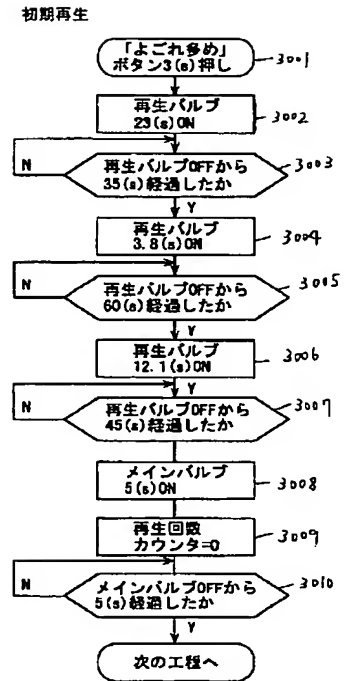 初期再生
「よごれ多め」
ボタン3(s)押し
3001
再生バルブ
23(s)ON
3002
再生バルブOFFから
35(s)経過したか
3003
N
Y
再生バルブ
3.8(s)ON
3004
再生バルブOFFから
60(s)経過したか
3005
N
Y
再生バルブ
12.1(s)ON
3006
Y
再生バルブOFFから
45(s)経過したか
3007
N
メインバルブ
5(s)ON
3008
再生回数
カウンタ=0
3009
メインバルブOFFから
5(s)経過したか
3010
N
Y
次の工程へ